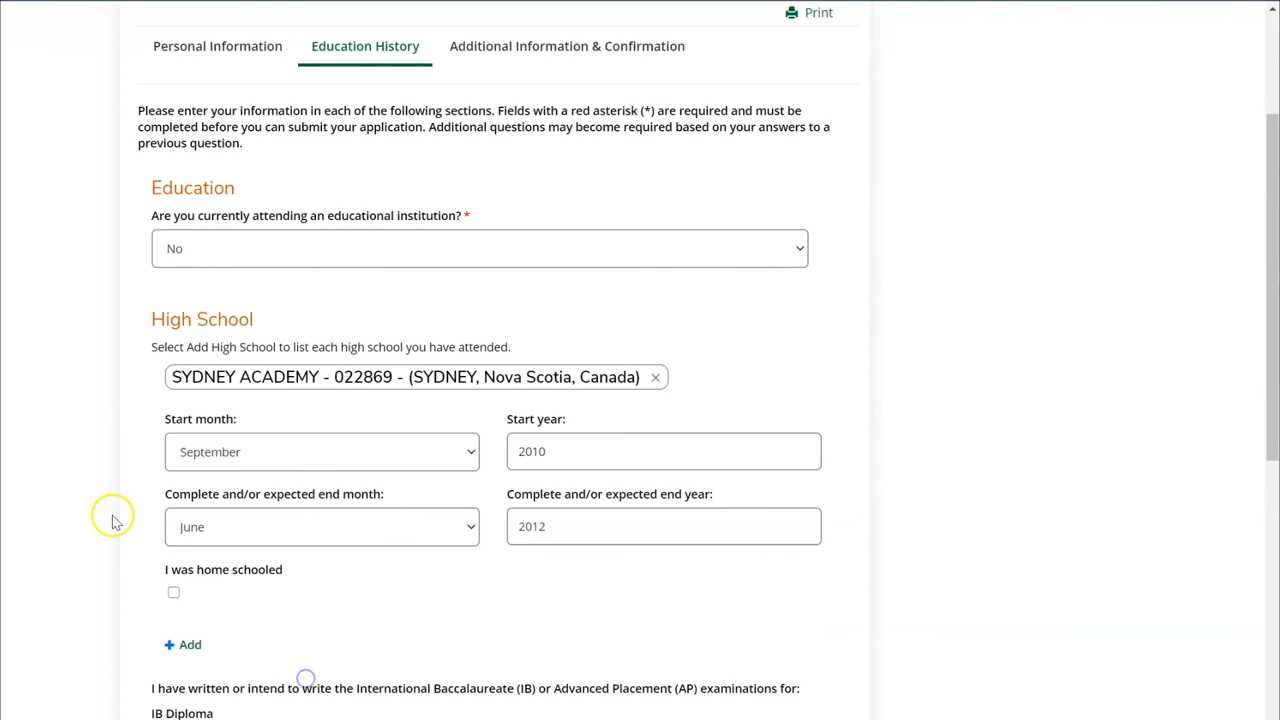 Print
Personal Information Education History Additional Information & Confirmation
Please enter your information in each of the following sections. Fields with a red asterisk (*) are required and must be
completed before you can submit your application. Additional questions may become required based on your answers to a
previous question.
Education
Are you currently attending an educational institution? *
No
High School
Select Add High School to list each high school you have attended.
SYDNEY ACADEMY - 022869 - (SYDNEY, Nova Scotia, Canada) ×
Start month: Start year:
September 2010
Complete and/or expected end month: Complete and/or expected end year:
June 2012
I was home schooled
+ Add
I have written or intend to write the International Baccalaureate (IB) or Advanced Placement (AP) examinations for:
IB Diploma